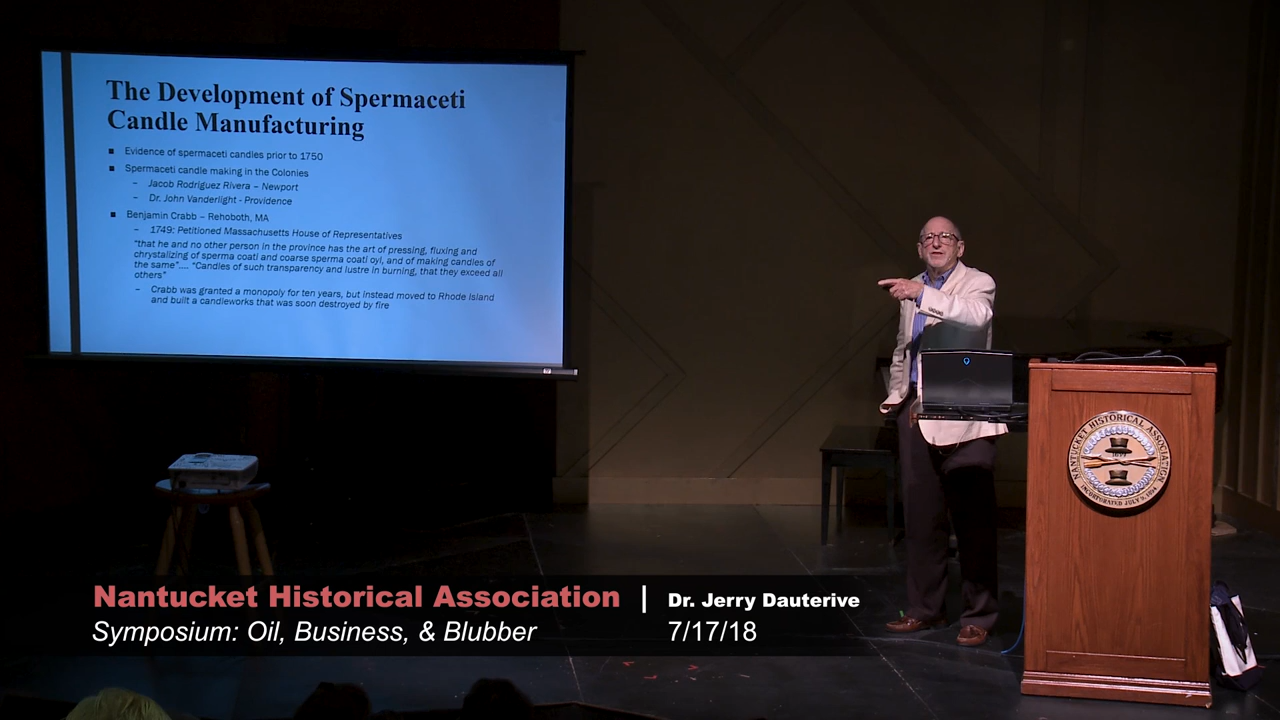 The Development of Spermaceti
Candle Manufacturing
Evidence of spermaceti candles prior to 1750
Spermaceti candle making in the Colonies
– Jacob Rodriguez Rivera – Newport
– Dr. John Vanderlight - Providence
Benjamin Crabb – Rehoboth, MA
– 1749: Petitioned Massachusetts House of Representatives
"that he and no other person in the province has the art of pressing, fluxing and
chrystalizing of sperma coati and coarse sperma coati oyl, and of making candles of
the same".... "Candles of such transparency and lustre in burning, that they exceed all
others"
– Crabb was granted a monopoly for ten years, but instead moved to Rhode Island
and built a candleworks that was soon destroyed by fire
NANTUCKET HISTORICAL ASSOCIATION
INCORPORATED JULY 9, 1894
Nantucket Historical Association | Dr. Jerry Dauterive
Symposium: Oil, Business, & Blubber 7/17/18